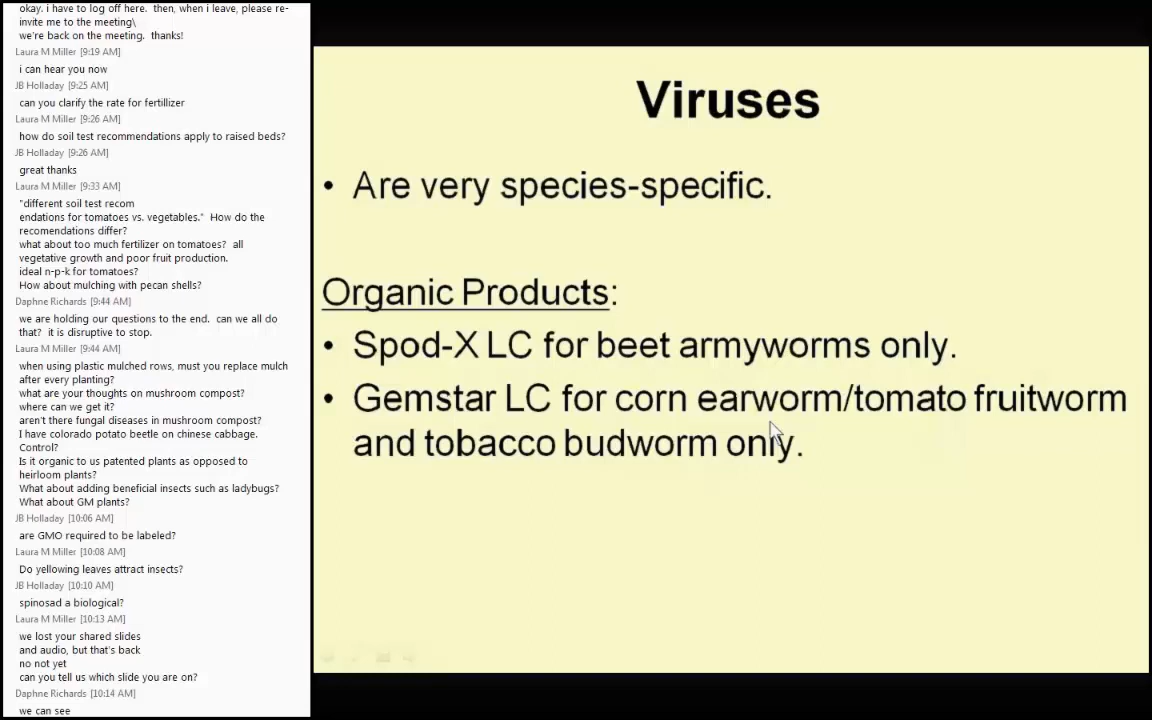 okay. i have to log off here. then, when i leave, please re-
invite me to the meeting\
we're back on the meeting. thanks!
Laura M Miller [9:19 AM]
i can hear you now
JB Holladay [9:25 AM]
can you clarify the rate for fertillizer
Laura M Miller [9:26 AM]
how do soil test recommendations apply to raised beds?
JB Holladay [9:26 AM]
great thanks
Laura M Miller [9:33 AM]
"different soil test recom
endations for tomatoes vs. vegetables." How do the
recomendations differ?
what about too much fertilizer on tomatoes? all
vegetative growth and poor fruit production.
ideal n-p-k for tomatoes?
How about mulching with pecan shells?
Daphne Richards [9:44 AM]
we are holding our questions to the end. can we all do
that? it is disruptive to stop.
Laura M Miller [9:44 AM]
when using plastic mulched rows, must you replace mulch
after every planting?
what are your thoughts on mushroom compost?
where can we get it?
aren't there fungal diseases in mushroom compost?
I have colorado potato beetle on chinese cabbage.
Control?
Is it organic to us patented plants as opposed to
heirloom plants?
What about adding beneficial insects such as ladybugs?
What about GM plants?
JB Holladay [10:06 AM]
are GMO required to be labeled?
Laura M Miller [10:08 AM]
Do yellowing leaves attract insects?
JB Holladay [10:10 AM]
spinosad a biological?
Laura M Miller [10:13 AM]
we lost your shared slides
and audio, but that's back
no not yet
can you tell us which slide you are on?
Daphne Richards [10:14 AM]
we can see
Viruses
• Are very species-specific.
Organic Products:
• Spod-X LC for beet armyworms only.
• Gemstar LC for corn earworm/tomato fruitworm
and tobacco budworm only.